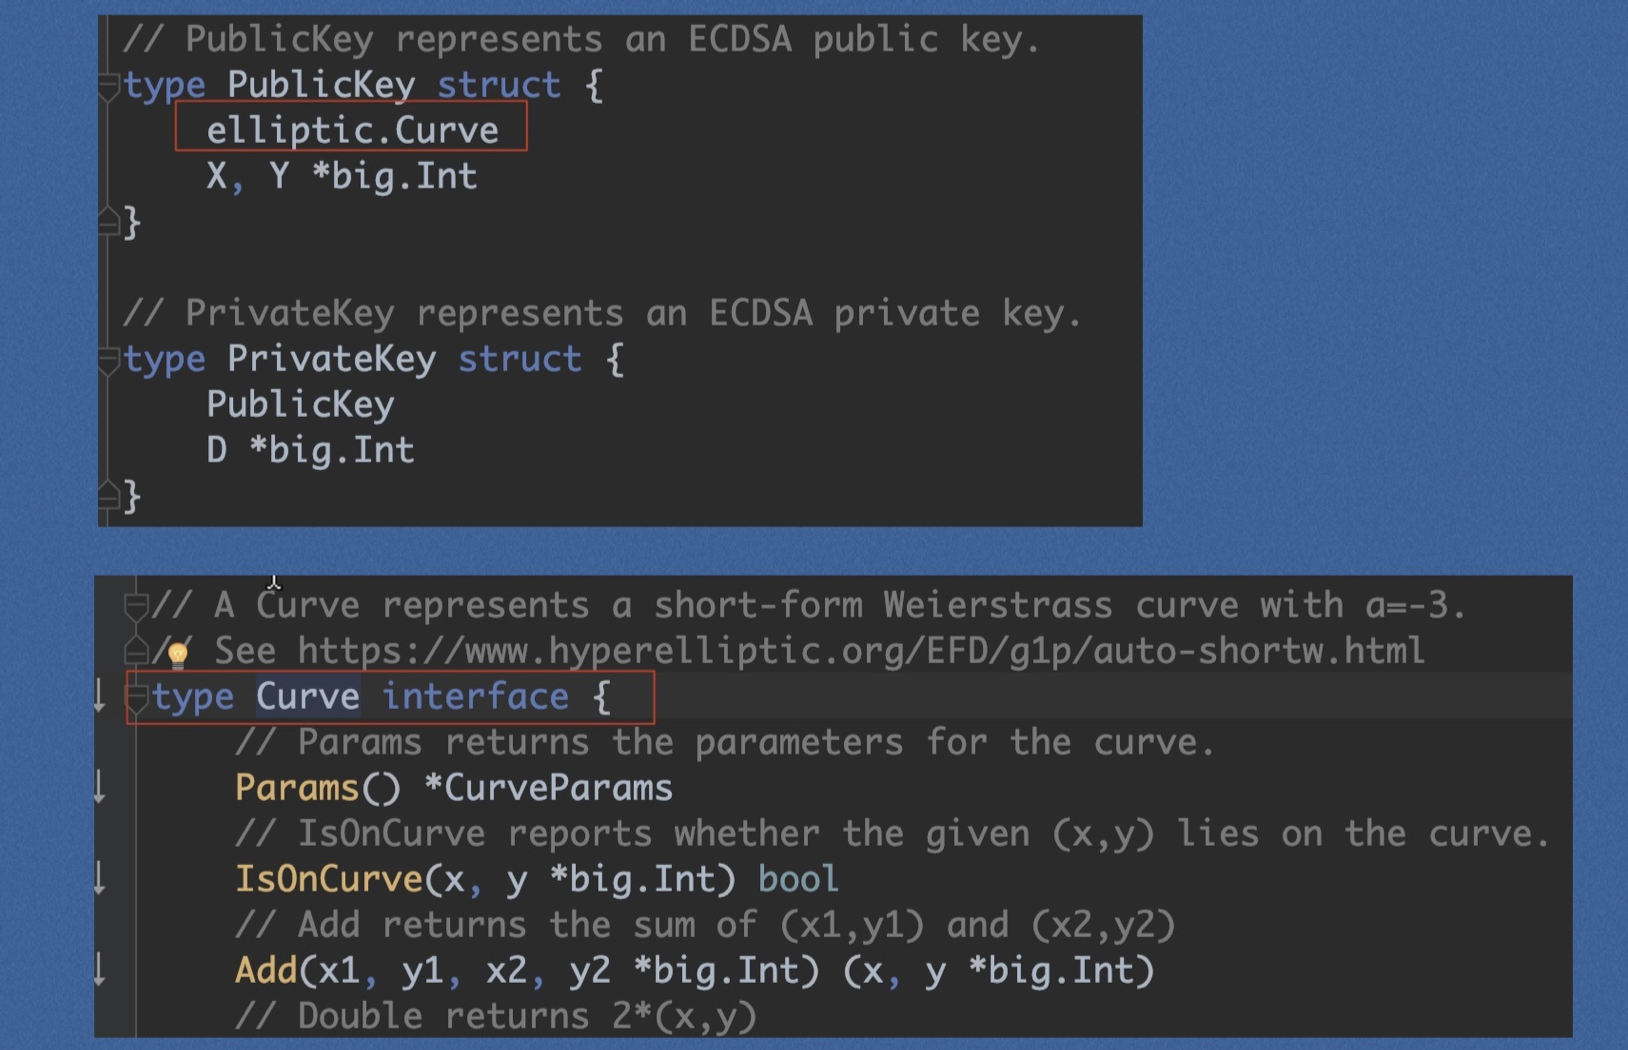 // PublicKey represents an ECDSA public key.
type PublicKey struct {
elliptic.Curve
X, Y *big.Int
}
// PrivateKey represents an ECDSA private key.
type PrivateKey struct {
PublicKey
D *big.Int
}
// A Curve represents a short-form Weierstrass curve with a=-3.
// See https://www.hyperelliptic.org/EFD/g1p/auto-shortw.html
type Curve interface {
// Params returns the parameters for the curve.
Params() *CurveParams
// IsOnCurve reports whether the given (x,y) lies on the curve.
IsOnCurve(x, y *big.Int) bool
// Add returns the sum of (x1,y1) and (x2,y2)
Add(x1, y1, x2, y2 *big.Int) (x, y *big.Int)
// Double returns 2*(x,y)